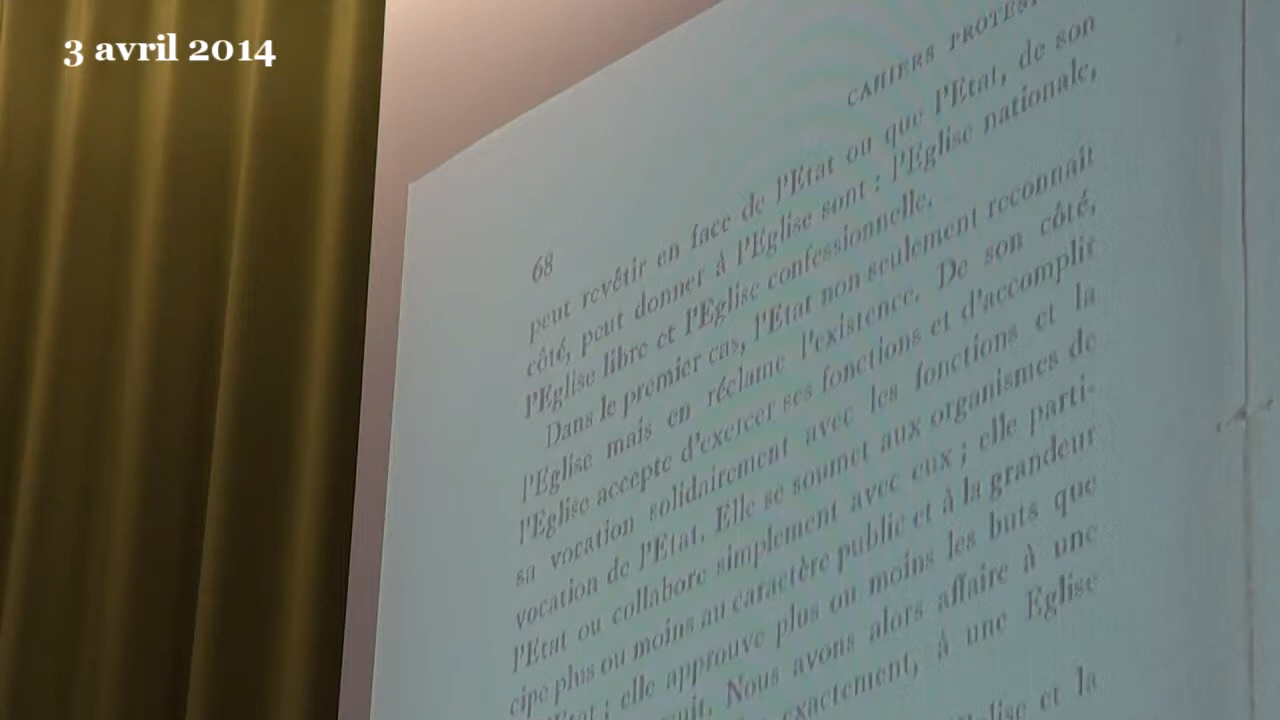 3 avril 2014
CAHIERS
68
peut revêtir en face de l'Etat ou que l'Etat, de son
côté, peut donner à l'Eglise sont : l'Eglise nationale,
l'Eglise libre et l'Eglise confessionnelle.
Dans le premier cas, l'Etat non seulement reconnaît
l'Eglise mais en réclame l'existence. De son côté,
l'Eglise accepte d'exercer ses fonctions et d'accomplir
sa vocation solidairement avec les fonctions et la
vocation de l'Etat. Elle se soumet aux organismes de
l'Etat ou collabore simplement avec eux ; elle parti-
cipe plus ou moins au caractère public et à la grandeur
; elle approuve plus ou moins les buts que
Nous avons alors affaire à une
exactement, à une Eglise
et la